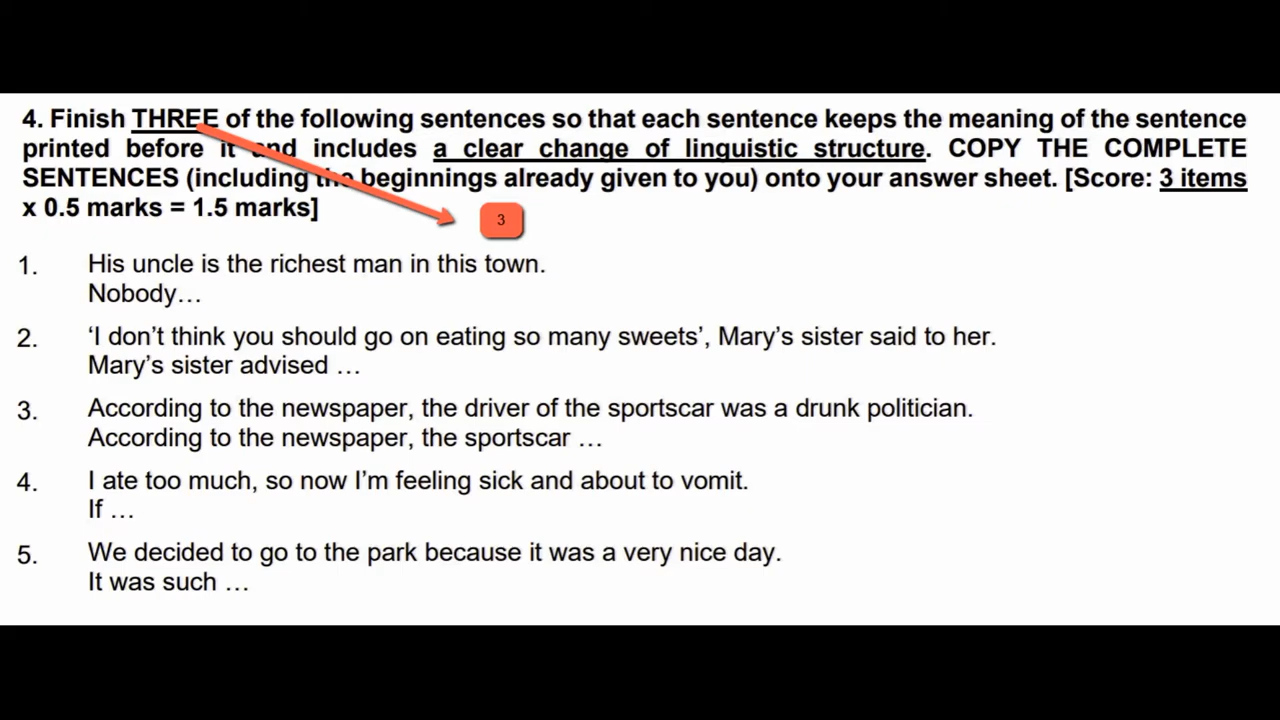 4. Finish THREE of the following sentences so that each sentence keeps the meaning of the sentence
printed before it and includes a clear change of linguistic structure. COPY THE COMPLETE
SENTENCES (including the beginnings already given to you) onto your answer sheet. [Score: 3 items
x 0.5 marks = 1.5 marks]
3
1. His uncle is the richest man in this town.
Nobody…
2. ‘I don’t think you should go on eating so many sweets’, Mary’s sister said to her.
Mary’s sister advised …
3. According to the newspaper, the driver of the sportscar was a drunk politician.
According to the newspaper, the sportscar …
4. I ate too much, so now I’m feeling sick and about to vomit.
If …
5. We decided to go to the park because it was a very nice day.
It was such …